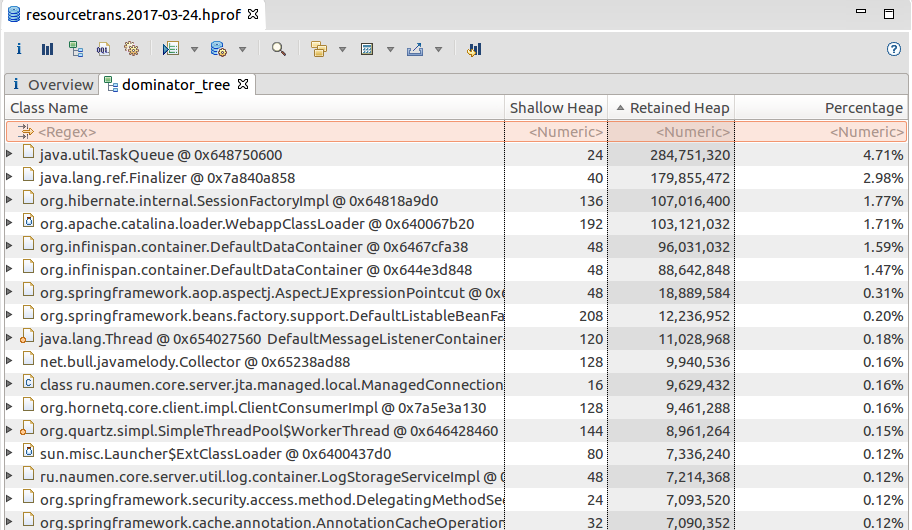 resourcetrans.2017-03-24.hprof
i OQL ?
i Overview dominator_tree
Class Name Shallow Heap Retained Heap Percentage
<Regex> <Numeric> <Numeric> <Numeric>
java.util.TaskQueue @ 0x648750600 24 284,751,320 4.71%
java.lang.ref.Finalizer @ 0x7a840a858 40 179,855,472 2.98%
org.hibernate.internal.SessionFactoryImpl @ 0x64818a9d0 136 107,016,400 1.77%
org.apache.catalina.loader.WebappClassLoader @ 0x640067b20 192 103,121,032 1.71%
org.infinispan.container.DefaultDataContainer @ 0x6467cfa38 48 96,031,032 1.59%
org.infinispan.container.DefaultDataContainer @ 0x644e3d848 48 88,642,848 1.47%
org.springframework.aop.aspectj.AspectJExpressionPointcut @ 0x6 48 18,889,584 0.31%
org.springframework.beans.factory.support.DefaultListableBeanFa 208 12,236,952 0.20%
java.lang.Thread @ 0x654027560 DefaultMessageListenerContainer- 120 11,028,968 0.18%
net.bull.javamelody.Collector @ 0x65238ad88 128 9,940,536 0.16%
class ru.naumen.core.server.jta.managed.local.ManagedConnection 16 9,629,432 0.16%
org.hornetq.core.client.impl.ClientConsumerImpl @ 0x7a5e3a130 128 9,461,288 0.16%
org.quartz.simpl.SimpleThreadPool$WorkerThread @ 0x646428460 144 8,961,264 0.15%
sun.misc.Launcher$ExtClassLoader @ 0x6400437d0 80 7,336,240 0.12%
ru.naumen.core.server.util.log.container.LogStorageServiceImpl @ 0 48 7,214,368 0.12%
org.springframework.security.access.method.DelegatingMethodSec 24 7,093,520 0.12%
org.springframework.cache.annotation.AnnotationCacheOperation 32 7,090,352 0.12%